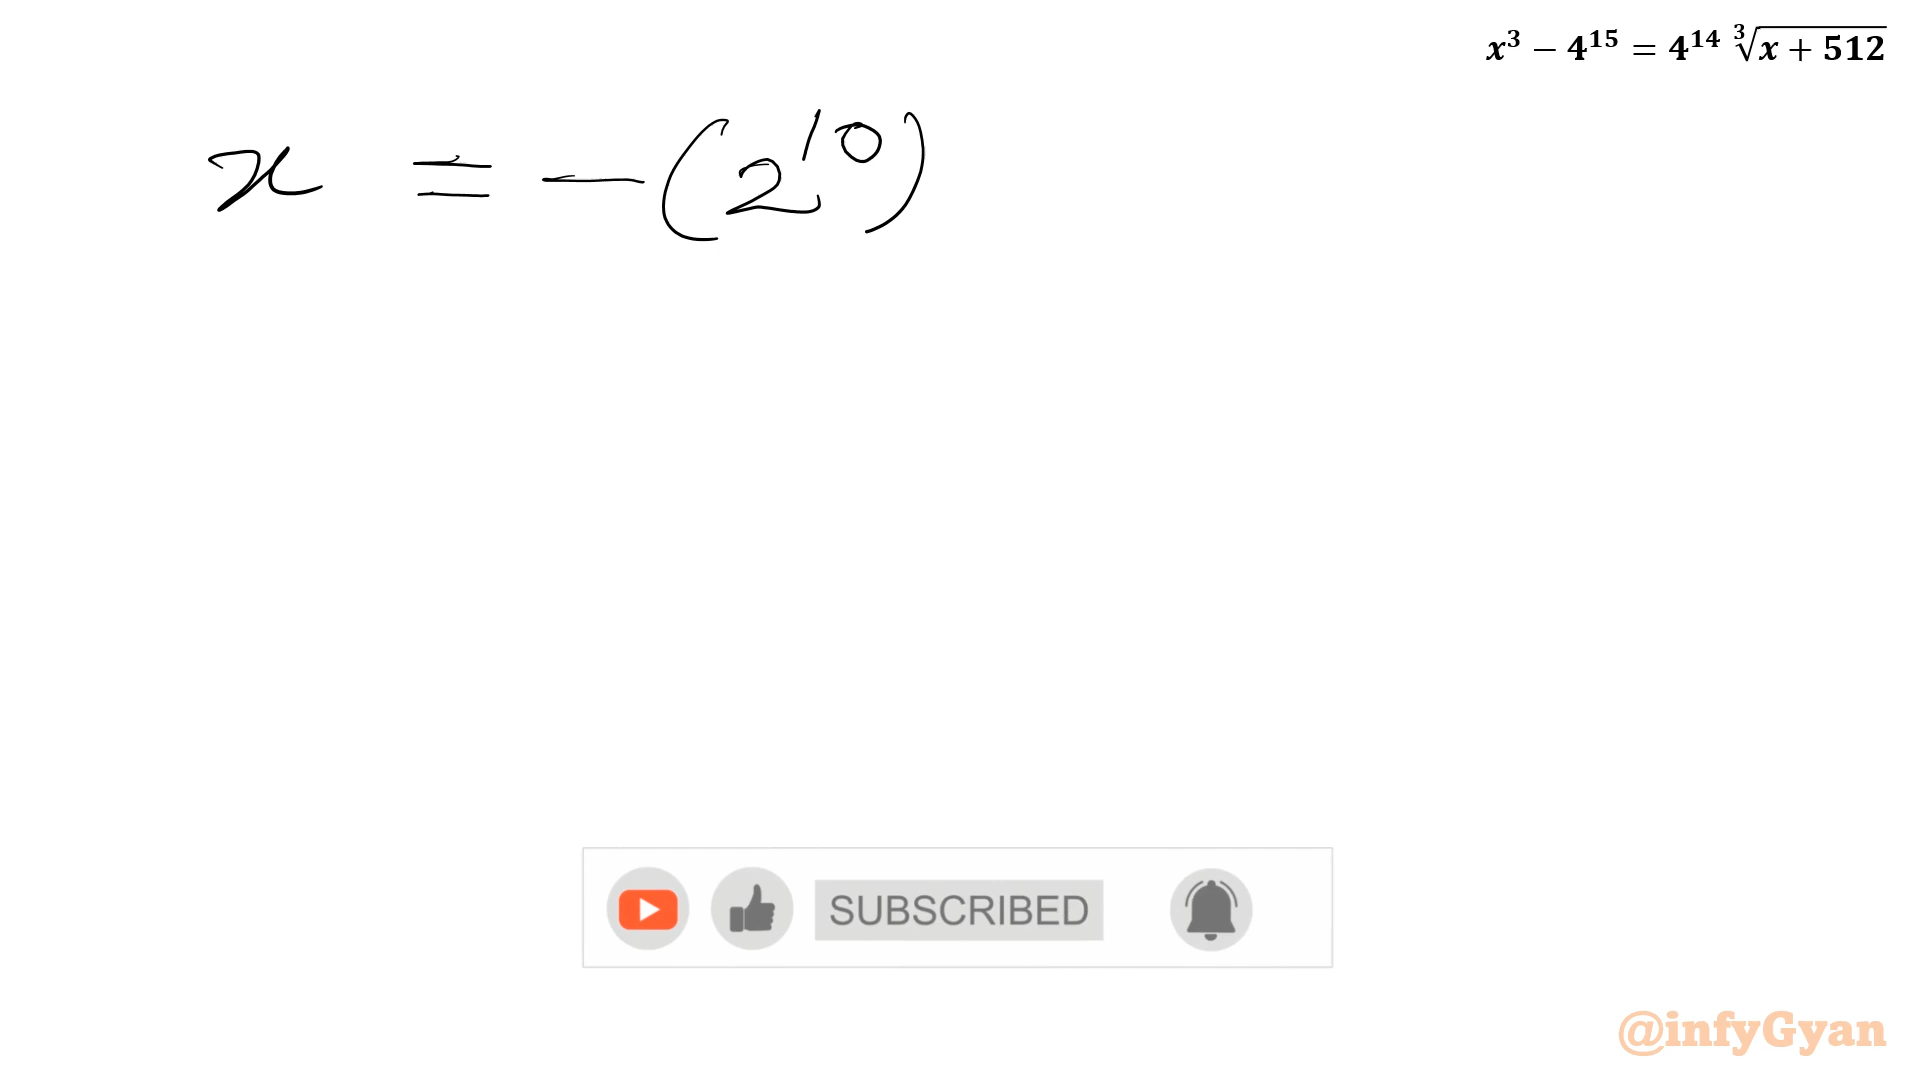 x³ − 4¹⁵ = 4¹⁴ ∛(x + 512)
x = −(2¹⁰)
SUBSCRIBED
@infyGyan